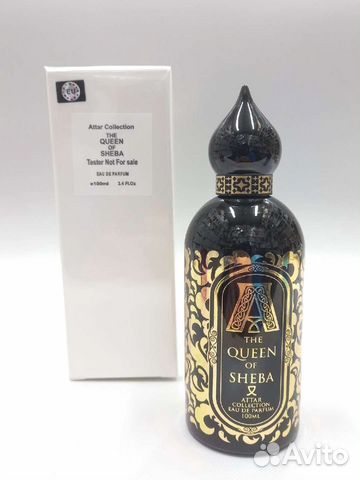 EU
Attar Collection
THE
QUEEN
OF
SHEBA
Tester Not For sale
EAU DE PARFUM
e100ml 3.4 FLOz
A
THE
QUEEN
OF
SHEBA
ATTAR
COLLECTION
EAU DE PARFUM
100ML
Avito